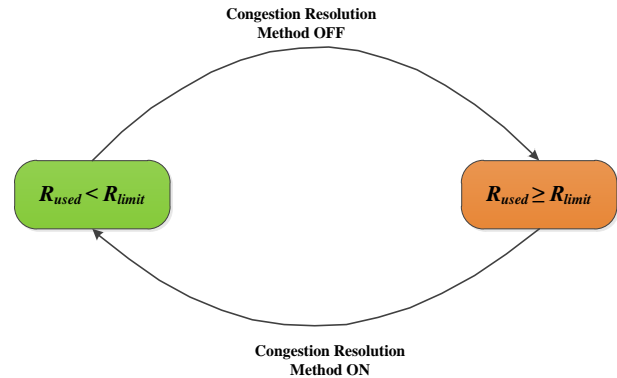 Congestion Resolution
Method OFF
R_used < R_limit
R_used ≥ R_limit
Congestion Resolution
Method ON